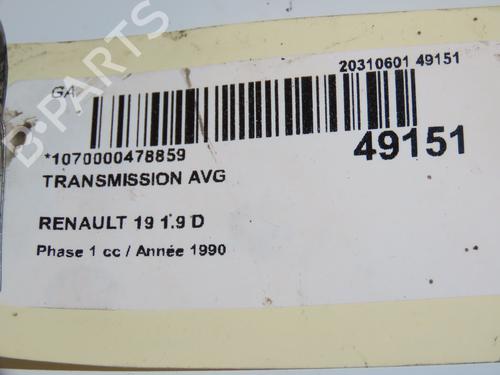 20310601 49151
GA
*1070000478859
49151
TRANSMISSION AVG
RENAULT 19 1.9 D
Phase 1 cc / Année 1990
B-PARTS